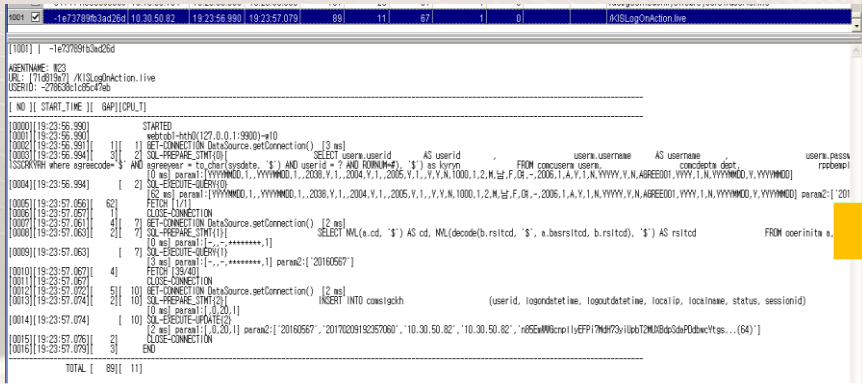 1001 -1e73789fb3ad26d 10.30.50.82 19:23:56.990 19:23:57.079 89 11 67 1 0 /KISLogOnAction.live
[1001] | -1e73789fb3ad26d
AGENTNAME: W23
URL: [71d819a7] /KISLogOnAction.live
USERID: -278638c1c85c47eb
[ NO ][ START_TIME ][ GAP][CPU_T]
[0000][19:23:56.990] STARTED
[0001][19:23:56.990] webtob1-hth0(127.0.0.1:9900)-w10
[0002][19:23:56.991][ 1][ 1] GET-CONNECTION DataSource.getConnection() [3 ms]
[0003][19:23:56.994][ 3][ 2] SQL-PREPARE_STMT{0}[ SELECT userm.userid AS userid , userm.username AS username , userm.passw
SSCRKYRH where agreecode='$' AND agreeyear = to_char(sysdate, '$') AND userid = ? AND ROWNUM=#), '$') as kyryn FROM comcuserm userm, comcdeptm dept, rppbempl
[0 ms] param1:[YYYYMMDD,1,,YYYYMMDD,1,,2038,Y,1,,2004,Y,1,,2005,Y,1,,Y,Y,N,1000,1,2,M,남,F,여,-,2006,1,A,Y,1,N,YYYYY,Y,N,AGREE001,YYYY,1,N,YYYYMMDD,Y,YYYYMMDD]
[0004][19:23:56.994] [ 2] SQL-EXECUTE-QUERY{0}
[62 ms] param1:[YYYYMMDD,1,,YYYYMMDD,1,,2038,Y,1,,2004,Y,1,,2005,Y,1,,Y,Y,N,1000,1,2,M,남,F,여,-,2006,1,A,Y,1,N,YYYYY,Y,N,AGREE001,YYYY,1,N,YYYYMMDD,Y,YYYYMMDD] param2:['201
[0005][19:23:57.056][ 62] FETCH [1/1]
[0006][19:23:57.057][ 1] CLOSE-CONNECTION
[0007][19:23:57.061][ 4][ 7] GET-CONNECTION DataSource.getConnection() [2 ms]
[0008][19:23:57.063][ 2][ 7] SQL-PREPARE_STMT{1}[ SELECT NVL(a.cd, '$') AS cd, NVL(decode(b.rsltcd, '$', a.basrsltcd, b.rsltcd), '$') AS rsltcd FROM ooerinitm a,
[0 ms] param1:[-,,-,********,1]
[0009][19:23:57.063] [ 7] SQL-EXECUTE-QUERY{1}
[3 ms] param1:[-,,-,********,1] param2:['20160567']
[0010][19:23:57.067][ 4] FETCH [39/40]
[0011][19:23:57.067] CLOSE-CONNECTION
[0012][19:23:57.072][ 5][ 10] GET-CONNECTION DataSource.getConnection() [2 ms]
[0013][19:23:57.074][ 2][ 10] SQL-PREPARE_STMT{2}[ INSERT INTO comslgckh (userid, logondatetime, logoutdatetime, localip, localname, status, sessionid)
[0 ms] param1:[,0,20,I]
[0014][19:23:57.074] [ 10] SQL-EXECUTE-UPDATE{2}
[2 ms] param1:[,0,20,I] param2:['20160567','20170209192357060','10.30.50.82','10.30.50.82',
[0015][19:23:57.076][ 2] CLOSE-CONNECTION
[0016][19:23:57.079][ 3] END
TOTAL [ 89][ 11]